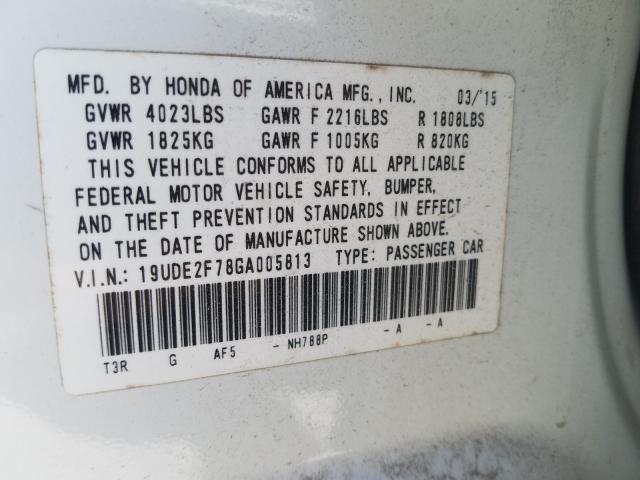 MFD. BY HONDA OF AMERICA MFG., INC. 03/'15
GVWR 4023LBS GAWR F 2216LBS R 1808LBS
GVWR 1825KG GAWR F 1005KG R 820KG
THIS VEHICLE CONFORMS TO ALL APPLICABLE
FEDERAL MOTOR VEHICLE SAFETY, BUMPER,
AND THEFT PREVENTION STANDARDS IN EFFECT
ON THE DATE OF MANUFACTURE SHOWN ABOVE.
V.I.N.: 19UDE2F78GA005813 TYPE: PASSENGER CAR
T3R G AF5 - NH788P - A - A